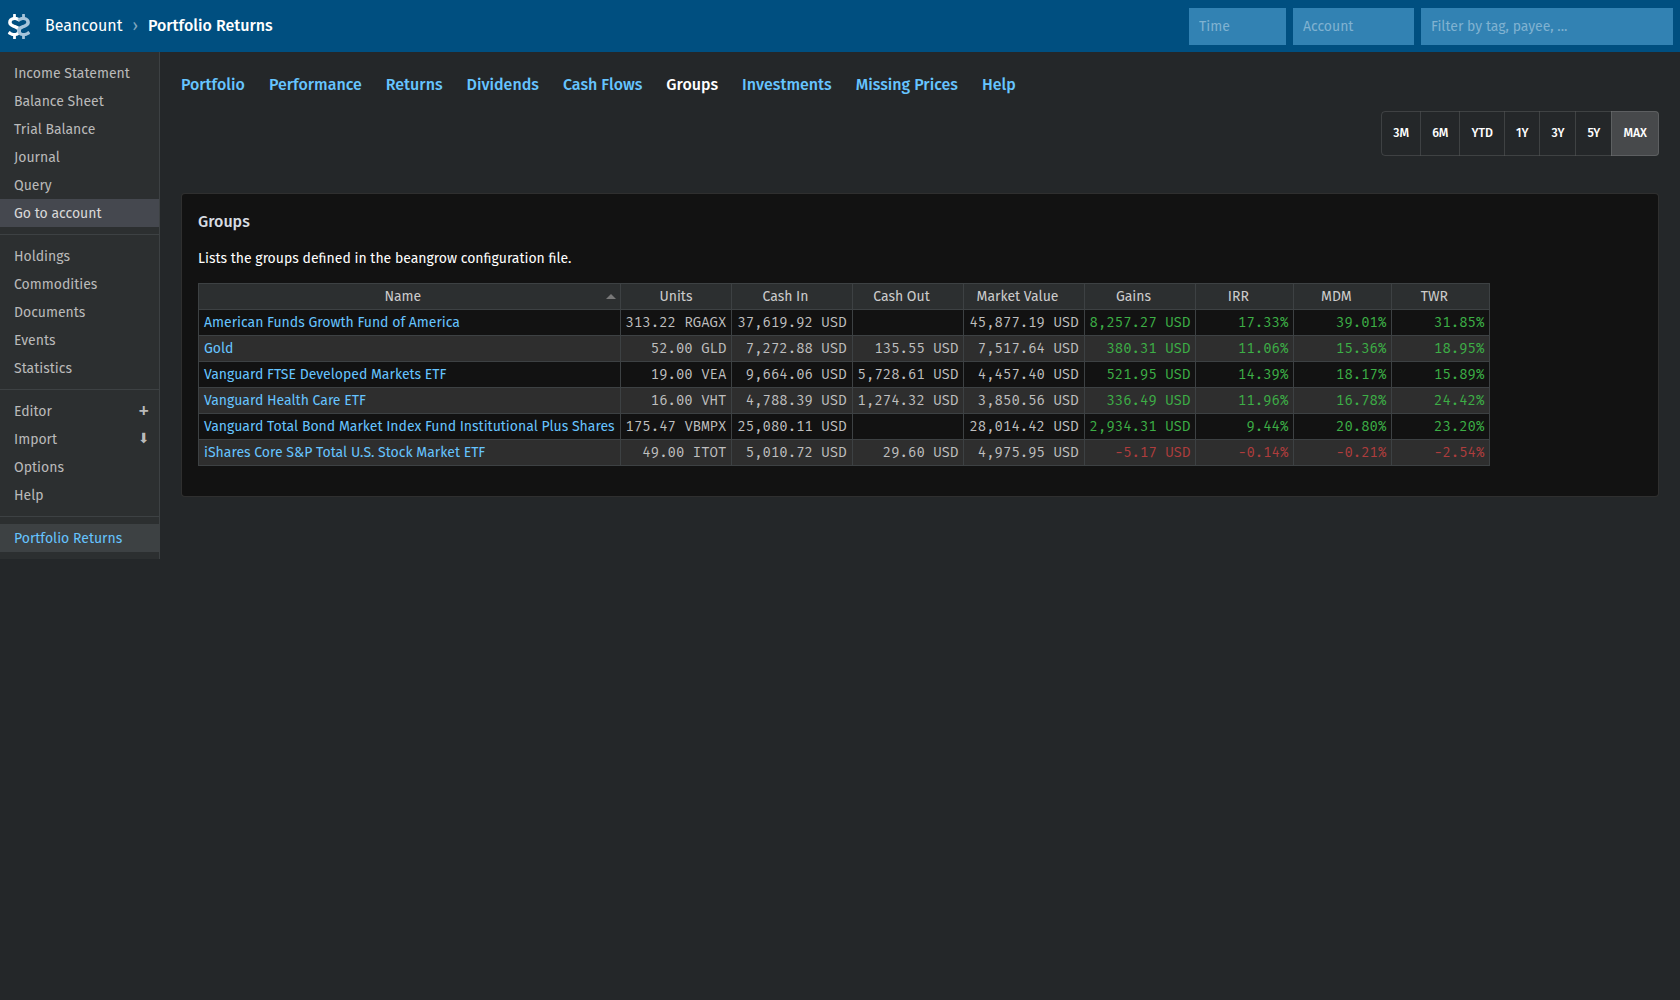 Beancount › Portfolio Returns
Time
Account
Filter by tag, payee, ...
Income Statement
Balance Sheet
Trial Balance
Journal
Query
Go to account
Holdings
Commodities
Documents
Events
Statistics
Editor +
Import ⬇
Options
Help
Portfolio Returns
Portfolio Performance Returns Dividends Cash Flows Groups Investments Missing Prices Help
3M 6M YTD 1Y 3Y 5Y MAX
Groups
Lists the groups defined in the beangrow configuration file.
Name Units Cash In Cash Out Market Value Gains IRR MDM TWR
American Funds Growth Fund of America 313.22 RGAGX 37,619.92 USD 45,877.19 USD 8,257.27 USD 17.33% 39.01% 31.85%
Gold 52.00 GLD 7,272.88 USD 135.55 USD 7,517.64 USD 380.31 USD 11.06% 15.36% 18.95%
Vanguard FTSE Developed Markets ETF 19.00 VEA 9,664.06 USD 5,728.61 USD 4,457.40 USD 521.95 USD 14.39% 18.17% 15.89%
Vanguard Health Care ETF 16.00 VHT 4,788.39 USD 1,274.32 USD 3,850.56 USD 336.49 USD 11.96% 16.78% 24.42%
Vanguard Total Bond Market Index Fund Institutional Plus Shares 175.47 VBMPX 25,080.11 USD 28,014.42 USD 2,934.31 USD 9.44% 20.80% 23.20%
iShares Core S&P Total U.S. Stock Market ETF 49.00 ITOT 5,010.72 USD 29.60 USD 4,975.95 USD -5.17 USD -0.14% -0.21% -2.54%